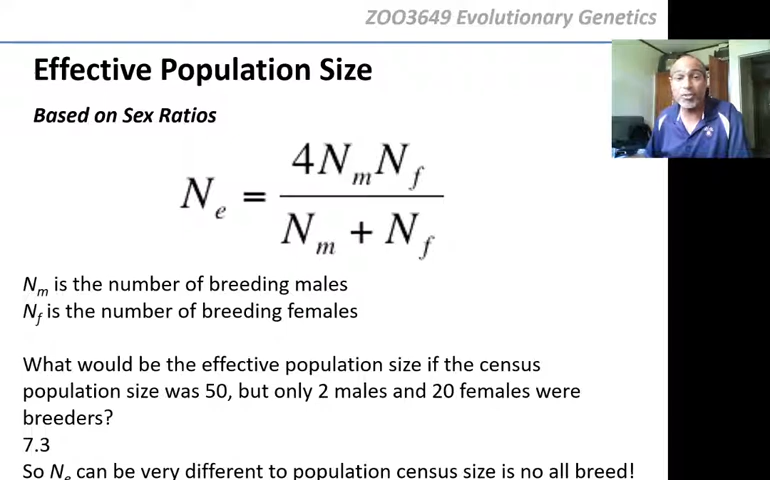 ZOO3649 Evolutionary Genetics
Effective Population Size
Based on Sex Ratios
Nₑ = 4NₘN_f / (Nₘ + N_f)
Nₘ is the number of breeding males
N_f is the number of breeding females
What would be the effective population size if the census
population size was 50, but only 2 males and 20 females were
breeders?
7.3
So Nₑ can be very different to population census size is no all breed!